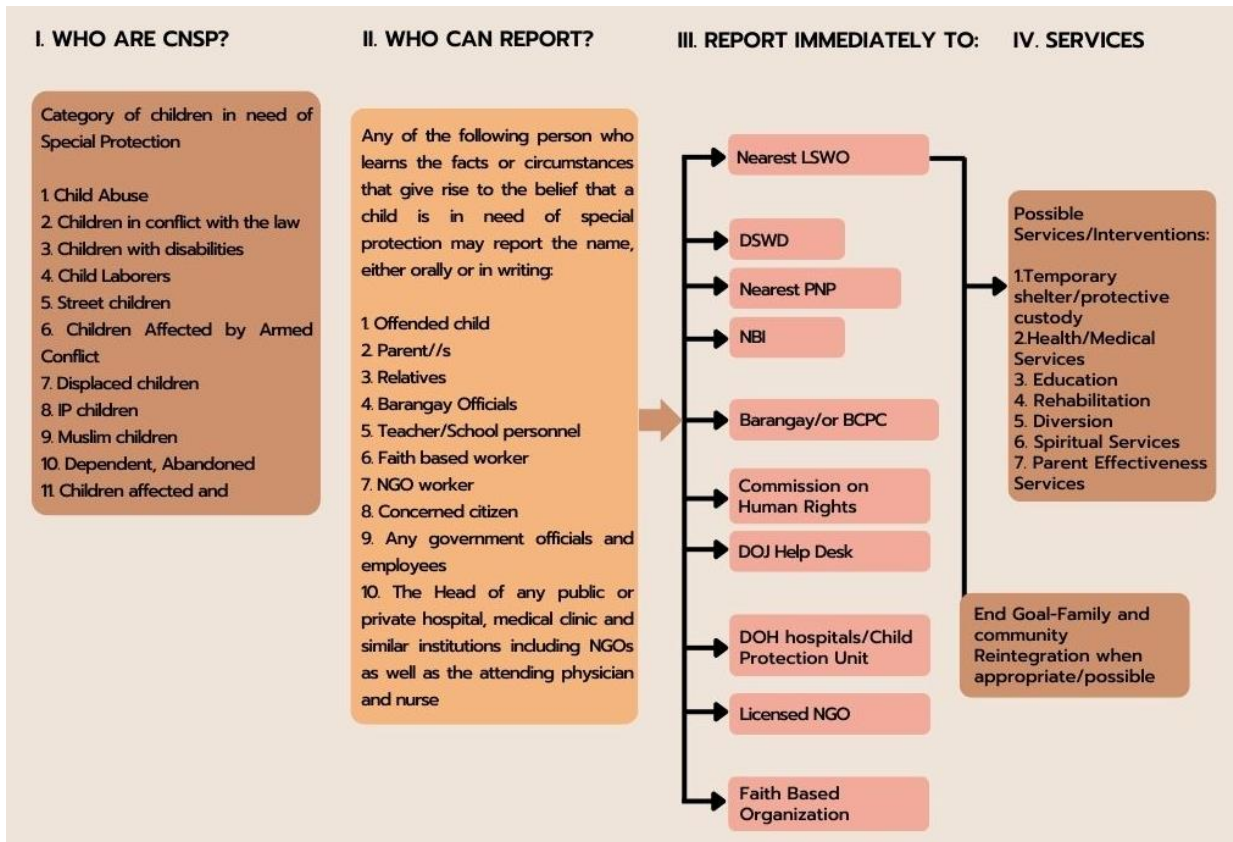 I. WHO ARE CNSP?
Category of children in need of
Special Protection
1. Child Abuse
2. Children in conflict with the law
3. Children with disabilities
4. Child Laborers
5. Street children
6. Children Affected by Armed
Conflict
7. Displaced children
8. IP children
9. Muslim children
10. Dependent, Abandoned
11. Children affected and
II. WHO CAN REPORT?
Any of the following person who
learns the facts or circumstances
that give rise to the belief that a
child is in need of special
protection may report the name,
either orally or in writing:
1. Offended child
2. Parent//s
3. Relatives
4. Barangay Officials
5. Teacher/School personnel
6. Faith based worker
7. NGO worker
8. Concerned citizen
9. Any government officials and
employees
10. The Head of any public or
private hospital, medical clinic and
similar institutions including NGOs
as well as the attending physician
and nurse
III. REPORT IMMEDIATELY TO:
Nearest LSWO
DSWD
Nearest PNP
NBI
Barangay/or BCPC
Commission on
Human Rights
DOJ Help Desk
DOH hospitals/Child
Protection Unit
Licensed NGO
Faith Based
Organization
IV. SERVICES
Possible
Services/Interventions:
1.Temporary
shelter/protective
custody
2.Health/Medical
Services
3. Education
4. Rehabilitation
5. Diversion
6. Spiritual Services
7. Parent Effectiveness
Services
End Goal-Family and
community
Reintegration when
appropriate/possible